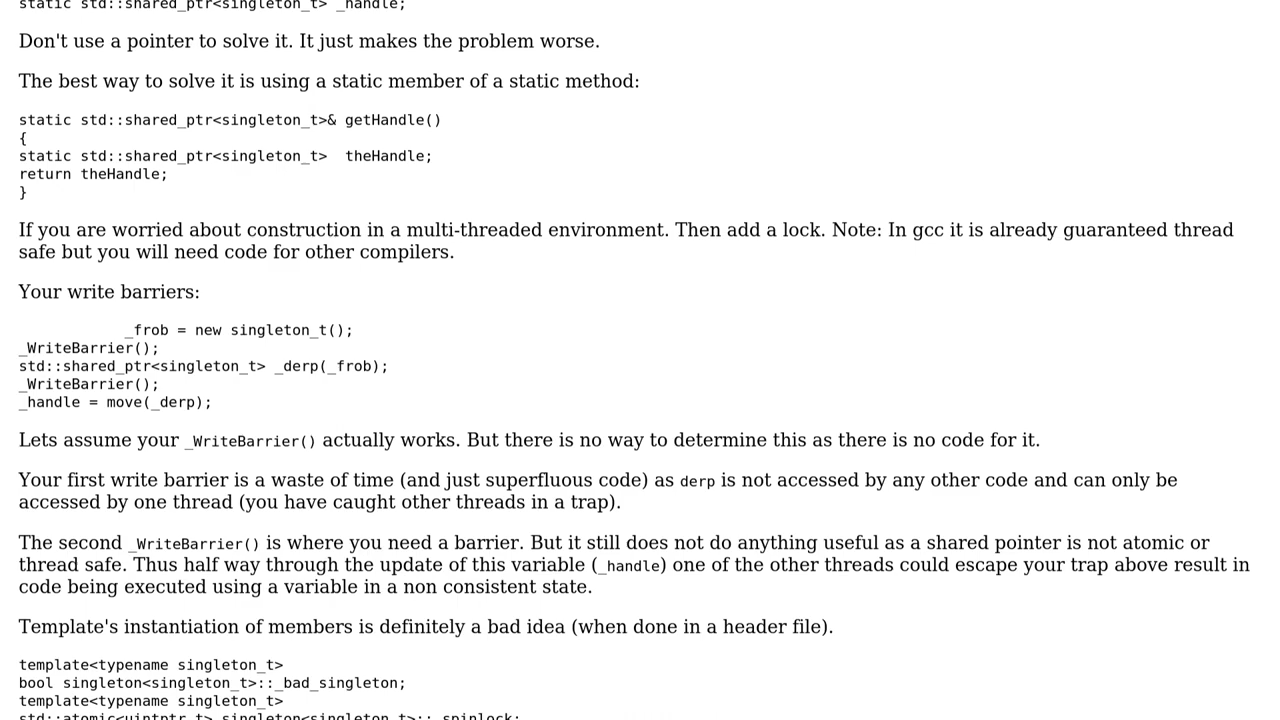 static std::shared_ptr<singleton_t> _handle;
Don't use a pointer to solve it. It just makes the problem worse.
The best way to solve it is using a static member of a static method:
static std::shared_ptr<singleton_t>& getHandle()
{
static std::shared_ptr<singleton_t>  theHandle;
return theHandle;
}
If you are worried about construction in a multi-threaded environment. Then add a lock. Note: In gcc it is already guaranteed thread
safe but you will need code for other compilers.
Your write barriers:
            _frob = new singleton_t();
_WriteBarrier();
std::shared_ptr<singleton_t> _derp(_frob);
_WriteBarrier();
_handle = move(_derp);
Lets assume your _WriteBarrier() actually works. But there is no way to determine this as there is no code for it.
Your first write barrier is a waste of time (and just superfluous code) as derp is not accessed by any other code and can only be
accessed by one thread (you have caught other threads in a trap).
The second _WriteBarrier() is where you need a barrier. But it still does not do anything useful as a shared pointer is not atomic or
thread safe. Thus half way through the update of this variable (_handle) one of the other threads could escape your trap above result in
code being executed using a variable in a non consistent state.
Template's instantiation of members is definitely a bad idea (when done in a header file).
template<typename singleton_t>
bool singleton<singleton_t>::_bad_singleton;
template<typename singleton_t>
std::atomic<uintptr_t> singleton<singleton_t>::_spinlock;